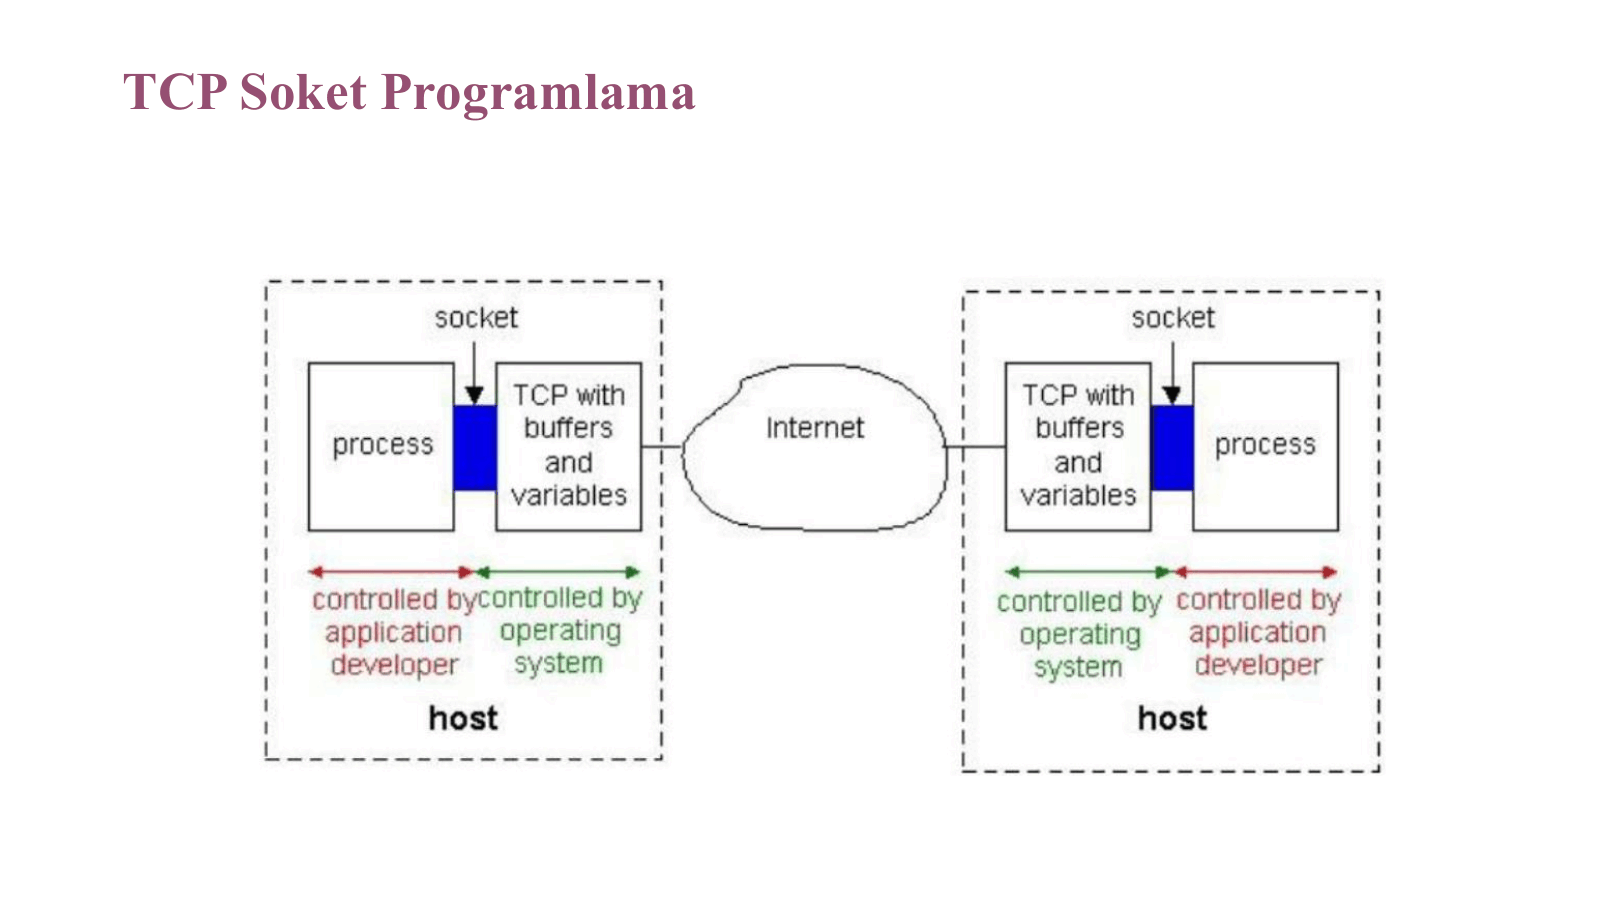 TCP Soket Programlama
socket
process
TCP with
buffers
and
variables
controlled by
application
developer
controlled by
operating
system
host
Internet
socket
TCP with
buffers
and
variables
process
controlled by
operating
system
controlled by
application
developer
host